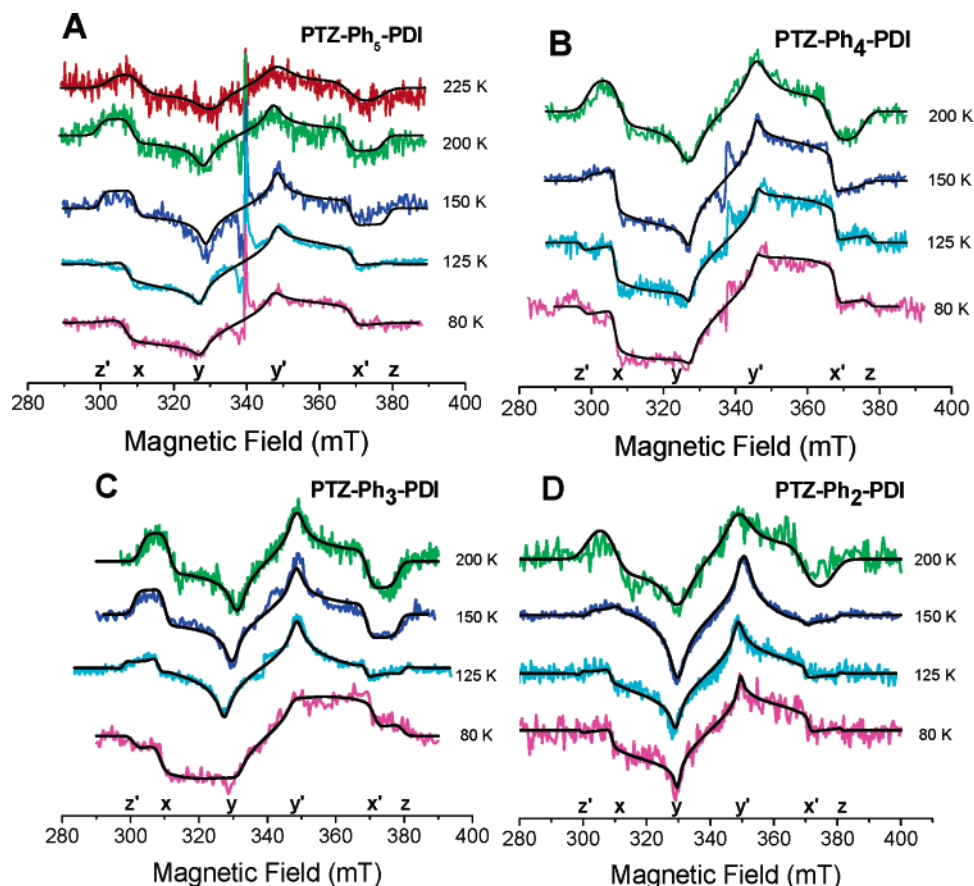 A
PTZ-Ph5-PDI
225 K
200 K
150 K
125 K
80 K
z' x y y' x' z
280 300 320 340 360 380 400
Magnetic Field (mT)
B
PTZ-Ph4-PDI
200 K
150 K
125 K
80 K
z' x y y' x' z
280 300 320 340 360 380 400
Magnetic Field (mT)
C
PTZ-Ph3-PDI
200 K
150 K
125 K
80 K
z' x y y' x' z
280 300 320 340 360 380 400
Magnetic Field (mT)
D
PTZ-Ph2-PDI
200 K
150 K
125 K
80 K
z' x y y' x' z
280 300 320 340 360 380 400
Magnetic Field (mT)